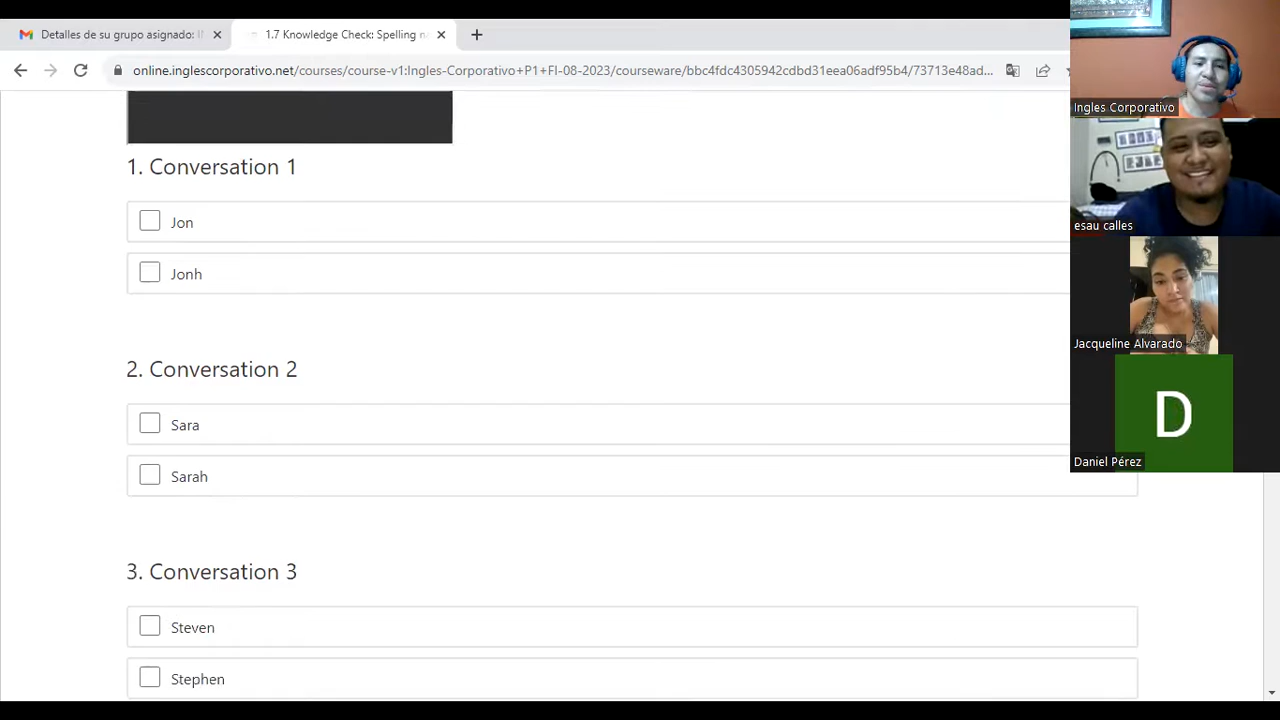 Detalles de su grupo asignado: I
1.7 Knowledge Check: Spelling n
online.inglescorporativo.net/courses/course-v1:Ingles-Corporativo+P1+FI-08-2023/courseware/bbc4fdc4305942cdbd31eea06adf95b4/73713e48ad...
Ingles Corporativo
1. Conversation 1
Jon
esau calles
Jonh
Jacqueline Alvarado
2. Conversation 2
Sara
D
Daniel Pérez
Sarah
3. Conversation 3
Steven
Stephen